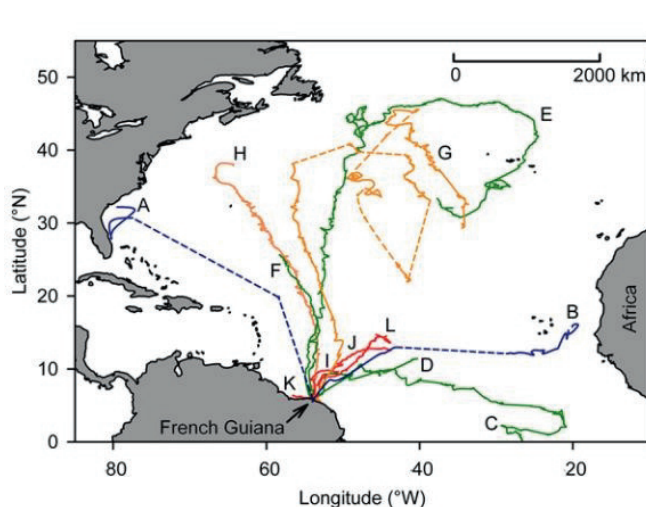 50
40
30
20
10
0
Latitude (°N)
80
60
40
20
Longitude (°W)
0 2000 km
E
H
G
A
F
B
L
J
D
I
K
C
French Guiana
Africa